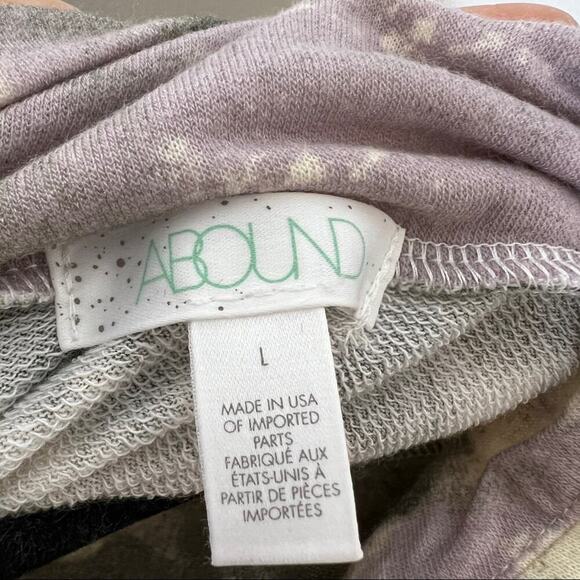 ABOUND
L
MADE IN USA
OF IMPORTED
PARTS
FABRIQUÉ AUX
ÉTATS-UNIS À
PARTIR DE PIÈCES
IMPORTÉES